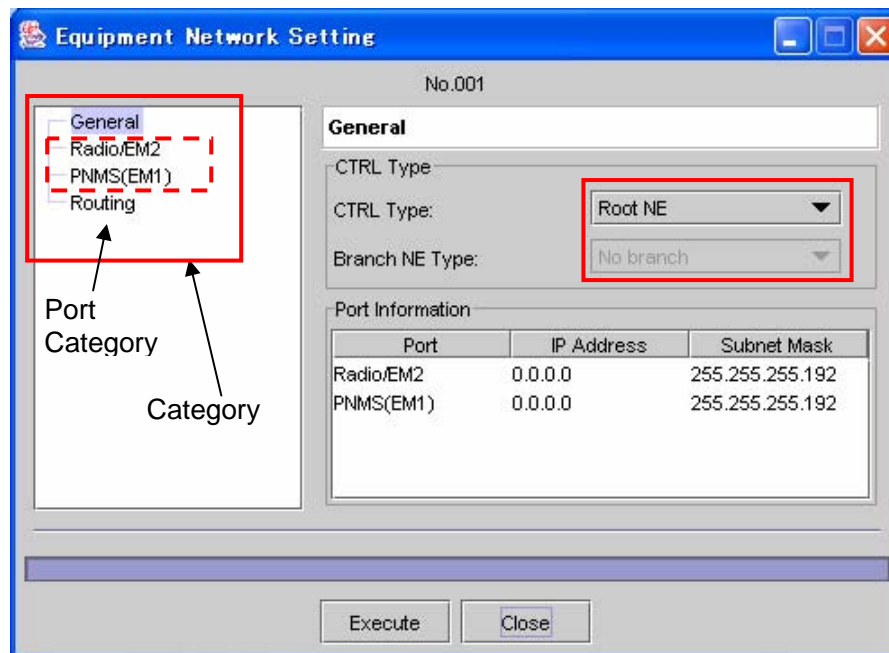 Equipment Network Setting
No.001
General
Radio/EM2
PNMS(EM1)
Routing
Port
Category
Category
General
CTRL Type
CTRL Type: Root NE
Branch NE Type: No branch
Port Information
Port IP Address Subnet Mask
Radio/EM2 0.0.0.0 255.255.255.192
PNMS(EM1) 0.0.0.0 255.255.255.192
Execute Close